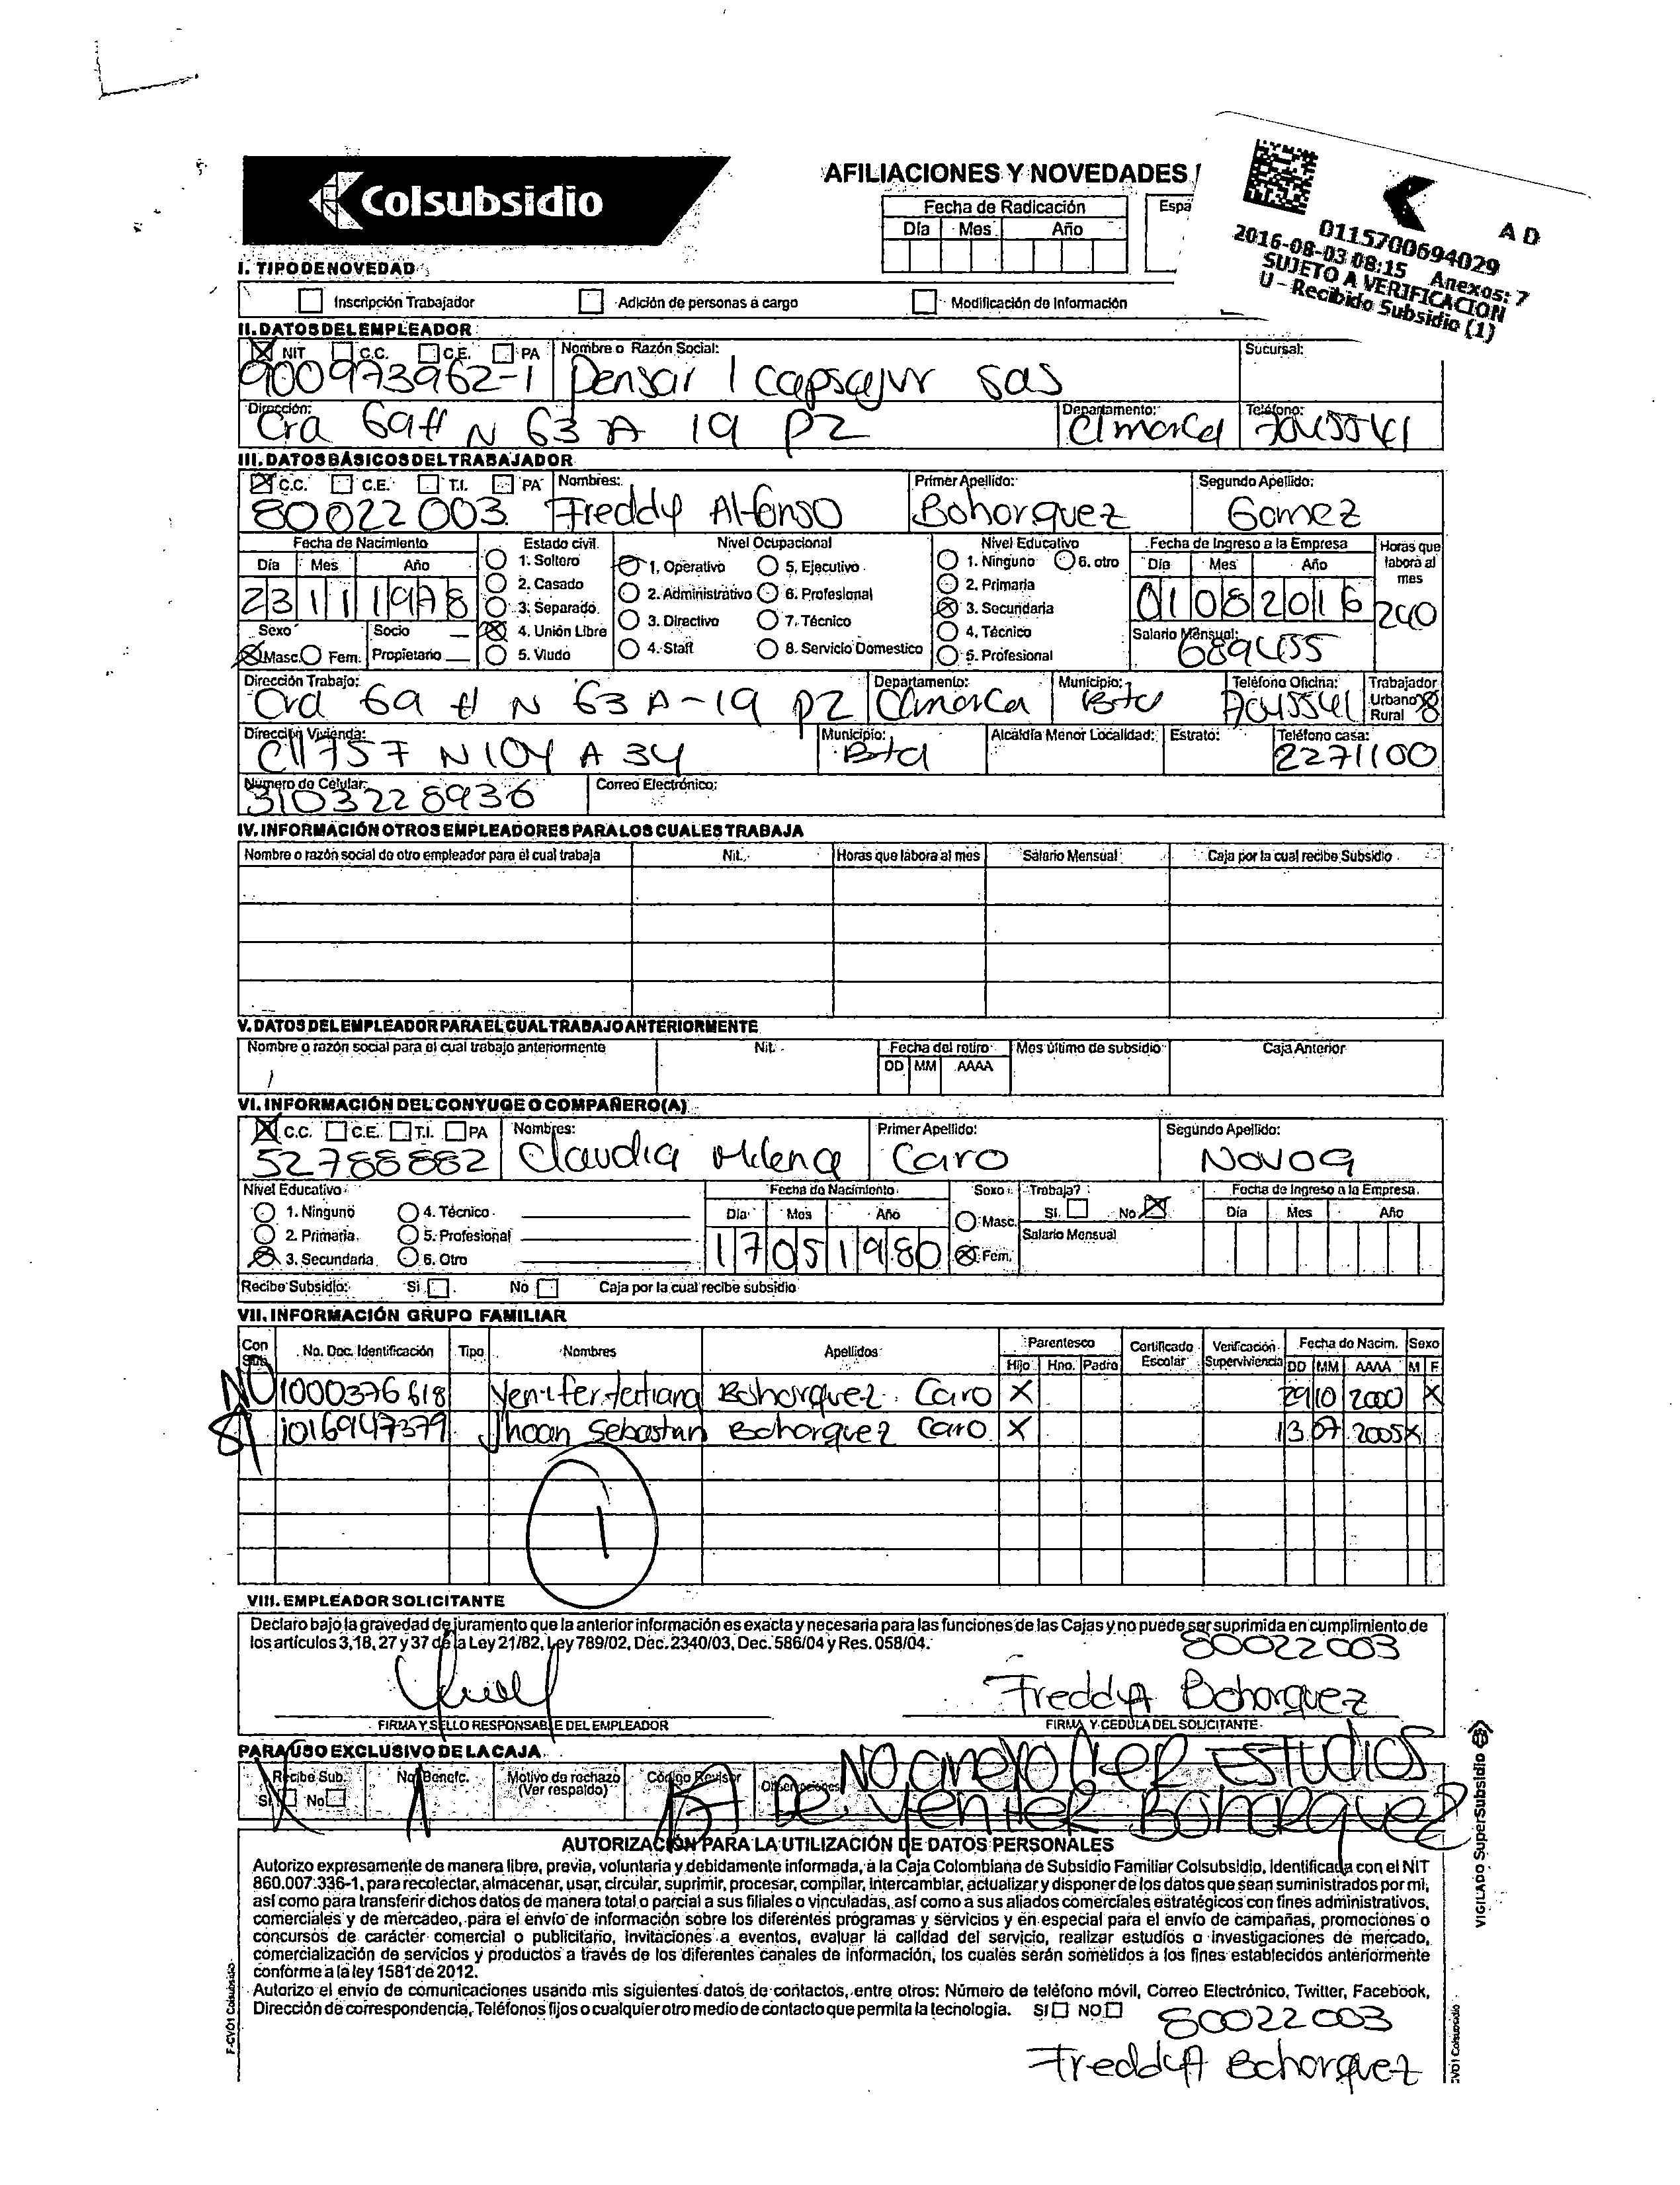 Colsubsidio
AFILIACIONES Y NOVEDADES
Fecha de Radicación
Día Mes Año
Espa
A D
0115700694029
2016-08-03 08:15 Anexos: 7
SUJETO A VERIFICACION
U - Recibido Subsidio (1)
I. TIPO DE NOVEDAD
Inscripción Trabajador Adición de personas a cargo Modificación de Información
II. DATOS DEL EMPLEADOR
NIT C.C. C.E. PA Nombre o Razón Social: Sucursal:
900973962-1 Pensar sas
Dirección: Departamento: Teléfono:
Cra 69 # N 63 A 19 P2 C/marca 7045541
III. DATOS BÁSICOS DEL TRABAJADOR
C.C. C.E. T.I. PA Nombres: Primer Apellido: Segundo Apellido:
80022003 Freddy Alfonso Bohorquez Gomez
Fecha de Nacimiento Estado civil Nivel Ocupacional Nivel Educativo Fecha de Ingreso a la Empresa Horas que labora al mes
Día Mes Año 1. Soltero 1. Operativo 5. Ejecutivo 1. Ninguno 6. otro Día Mes Año
23 11 1978 2. Casado 2. Administrativo 6. Profesional 2. Primaria 01 08 2016 240
Sexo Socio 3. Separado 3. Directivo 7. Técnico 3. Secundaria
Masc. Fem. Propietario 4. Unión Libre 4. Staff 8. Servicio Domestico 4. Técnico Salario Mensual: 689455
5. Viudo 5. Profesional
Dirección Trabajo: Departamento: Municipio: Teléfono Oficina: Trabajador
Cra 69 # N 63 A-19 P2 C/marca Bta 7045541 Urbano Rural
Dirección Vivienda: Municipio: Alcaldía Menor Localidad: Estrato: Teléfono casa:
Cll 75 F N 104 A 34 Bta 2271100
Número de Celular: Correo Electrónico:
3103228936
IV. INFORMACIÓN OTROS EMPLEADORES PARA LOS CUALES TRABAJA
Nombre o razón social de otro empleador para el cual trabaja Nit. Horas que labora al mes Salario Mensual Caja por la cual recibe Subsidio
V. DATOS DEL EMPLEADOR PARA EL CUAL TRABAJO ANTERIORMENTE
Nombre o razón social para el cual trabajo anteriormente Nit. Fecha del retiro Mes último de subsidio Caja Anterior
DD MM AAAA
VI. INFORMACIÓN DEL CONYUGE O COMPAÑERO(A)
C.C. C.E. T.I. PA Nombres: Primer Apellido: Segundo Apellido:
52788882 Claudia Milena Caro Novoa
Nivel Educativo Fecha de Nacimiento Sexo Trabaja? Fecha de Ingreso a la Empresa
1. Ninguno 4. Técnico Día Mes Año Masc. SI. No Día Mes Año
2. Primaria 5. Profesional 17 05 1980 Fem. Salario Mensual
3. Secundaria 6. Otro
Recibe Subsidio: Si No Caja por la cual recibe subsidio
VII. INFORMACIÓN GRUPO FAMILIAR
Con Sub. No. Doc. Identificación Tipo Nombres Apellidos Parentesco Certificado Escolar Verificación Supervivencia Fecha de Nacim. Sexo
Hijo Hno. Padre DD MM AAAA M F
NO 1000376618 Yenifer Bohorquez Caro X 29 10 2000 X
SI 1016947379 Jhoan Sebastian Bohorquez Caro X 13 07 2005 X
1
VIII. EMPLEADOR SOLICITANTE
Declaro bajo la gravedad de juramento que la anterior información es exacta y necesaria para las funciones de las Cajas y no puede ser suprimida en cumplimiento de
los artículos 3, 18, 27 y 37 de la Ley 21/82, Ley 789/02, Dec. 2340/03, Dec. 586/04 y Res. 058/04.
80022003
Freddy A Bohorquez
FIRMA Y SELLO RESPONSABLE DEL EMPLEADOR FIRMA Y CEDULA DEL SOLICITANTE
PARA USO EXCLUSIVO DE LA CAJA
Recibe Sub. No. Benefc. Motivo de rechazo Código Revisor Observaciones
Si No (Ver respaldo)
No anexo Cer Estudios
De Yenifer Bohorquez
AUTORIZACIÓN PARA LA UTILIZACIÓN DE DATOS PERSONALES
Autorizo expresamente de manera libre, previa, voluntaria y debidamente informada, a la Caja Colombiana de Subsidio Familiar Colsubsidio, identificada con el NIT
860.007.336-1, para recolectar, almacenar, usar, circular, suprimir, procesar, compilar, intercambiar, actualizar y disponer de los datos que sean suministrados por mi,
así como para transferir dichos datos de manera total o parcial a sus filiales o vinculadas, así como a sus aliados comerciales estratégicos con fines administrativos,
comerciales y de mercadeo, para el envío de información sobre los diferentes programas y servicios y en especial para el envío de campañas, promociones o
concursos de carácter comercial o publicitario, invitaciones a eventos, evaluar la calidad del servicio, realizar estudios o investigaciones de mercado,
comercialización de servicios y productos a través de los diferentes canales de información, los cuales serán sometidos a los fines establecidos anteriormente
conforme a la ley 1581 de 2012.
Autorizo el envío de comunicaciones usando mis siguientes datos de contactos, entre otros: Número de teléfono móvil, Correo Electrónico, Twitter, Facebook,
Dirección de correspondencia, Teléfonos fijos o cualquier otro medio de contacto que permita la tecnología. SI NO
80022003
Freddy A Bohorquez
VIGILADO SuperSubsidio
F-CV01 Colsubsidio